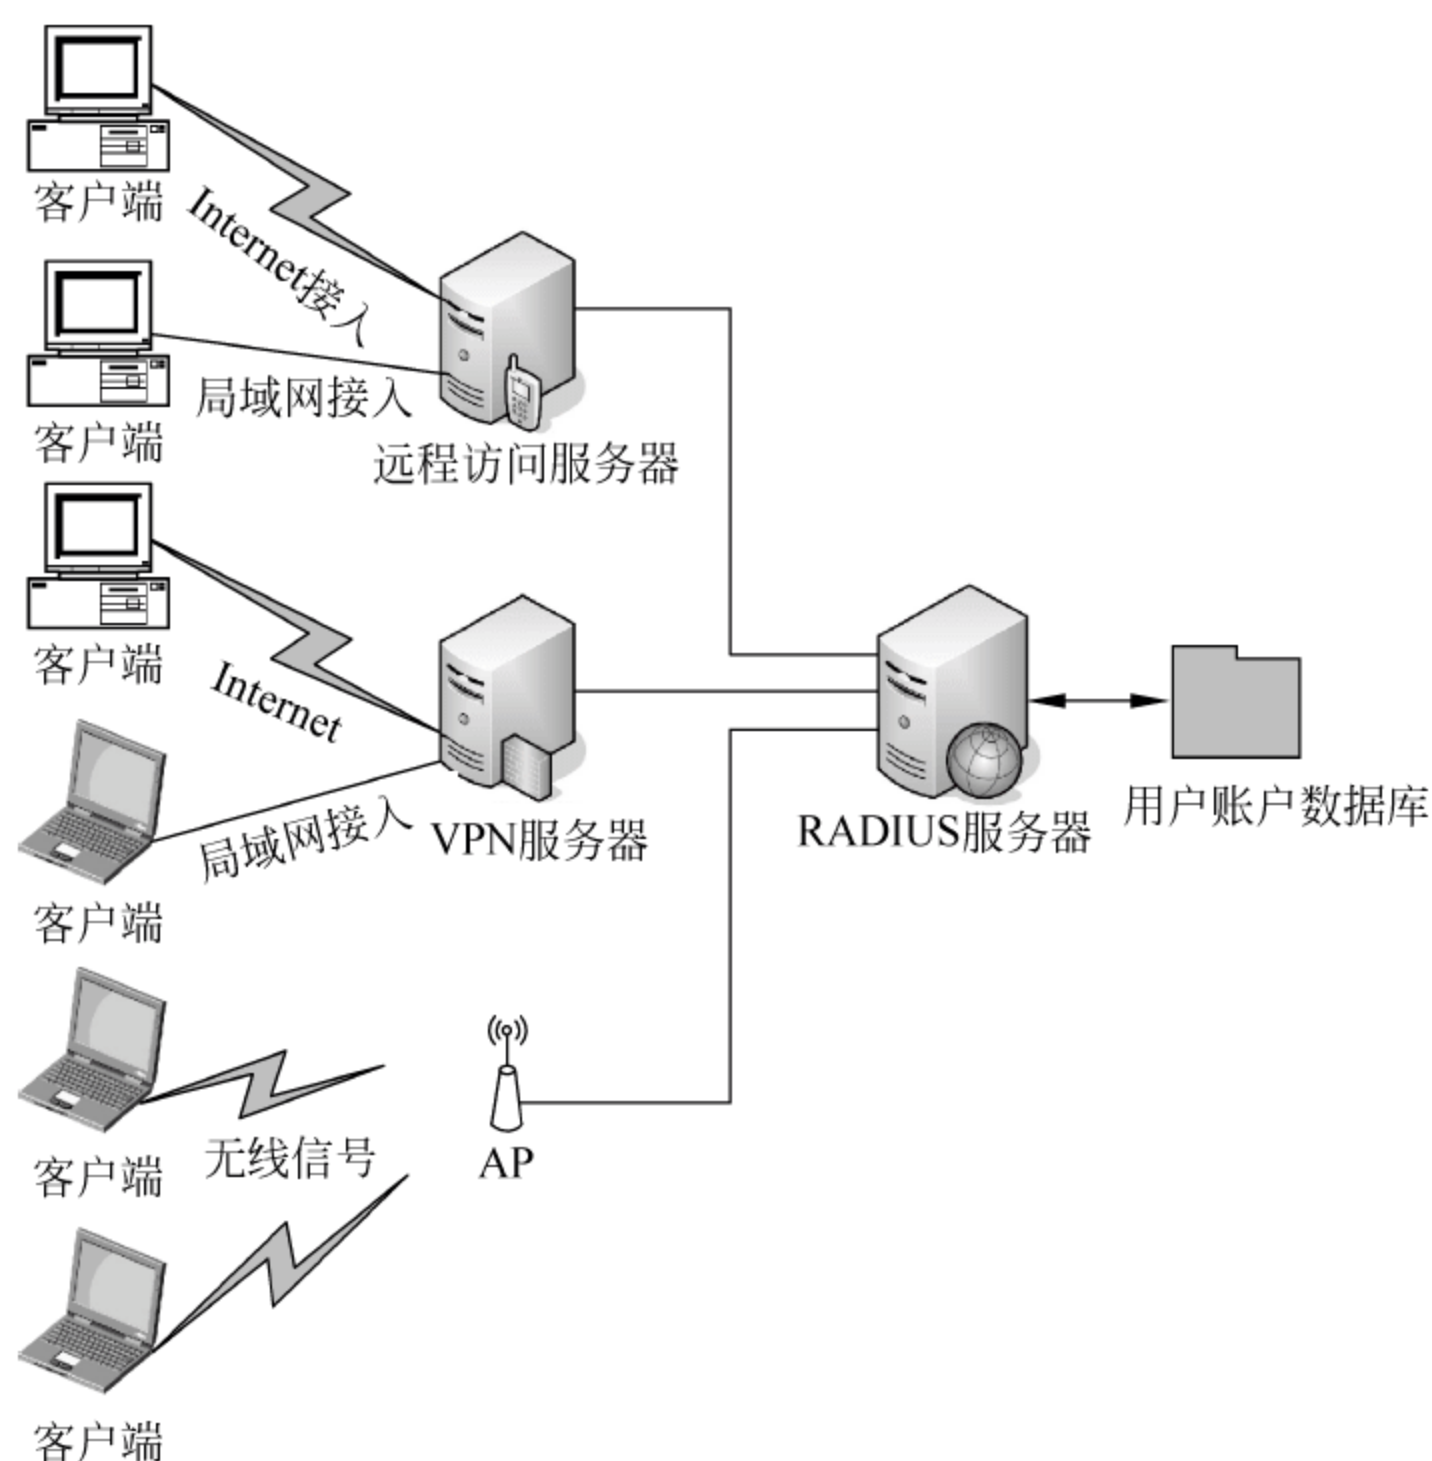 客户端
Internet接入
客户端
局域网接入
远程访问服务器
客户端
Internet
客户端
局域网接入
VPN服务器
RADIUS服务器
用户账户数据库
客户端
无线信号
AP
客户端